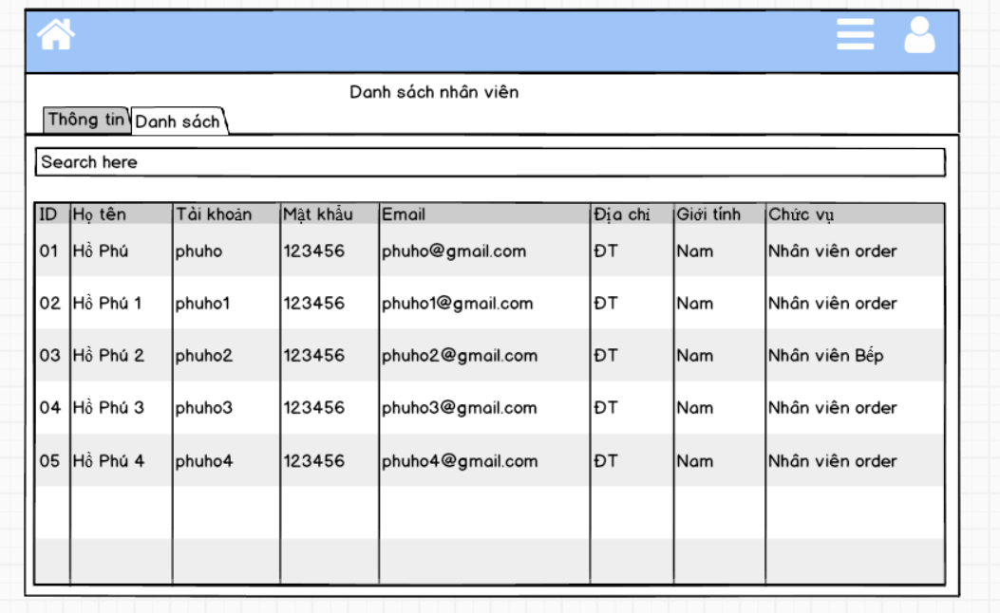 Danh sách nhân viên
Thông tin Danh sách
Search here
ID Họ tên Tài khoản Mật khẩu Email Địa chỉ Giới tính Chức vụ
01 Hồ Phú phuho 123456 phuho@gmail.com ĐT Nam Nhân viên order
02 Hồ Phú 1 phuho1 123456 phuho1@gmail.com ĐT Nam Nhân viên order
03 Hồ Phú 2 phuho2 123456 phuho2@gmail.com ĐT Nam Nhân viên Bếp
04 Hồ Phú 3 phuho3 123456 phuho3@gmail.com ĐT Nam Nhân viên order
05 Hồ Phú 4 phuho4 123456 phuho4@gmail.com ĐT Nam Nhân viên order